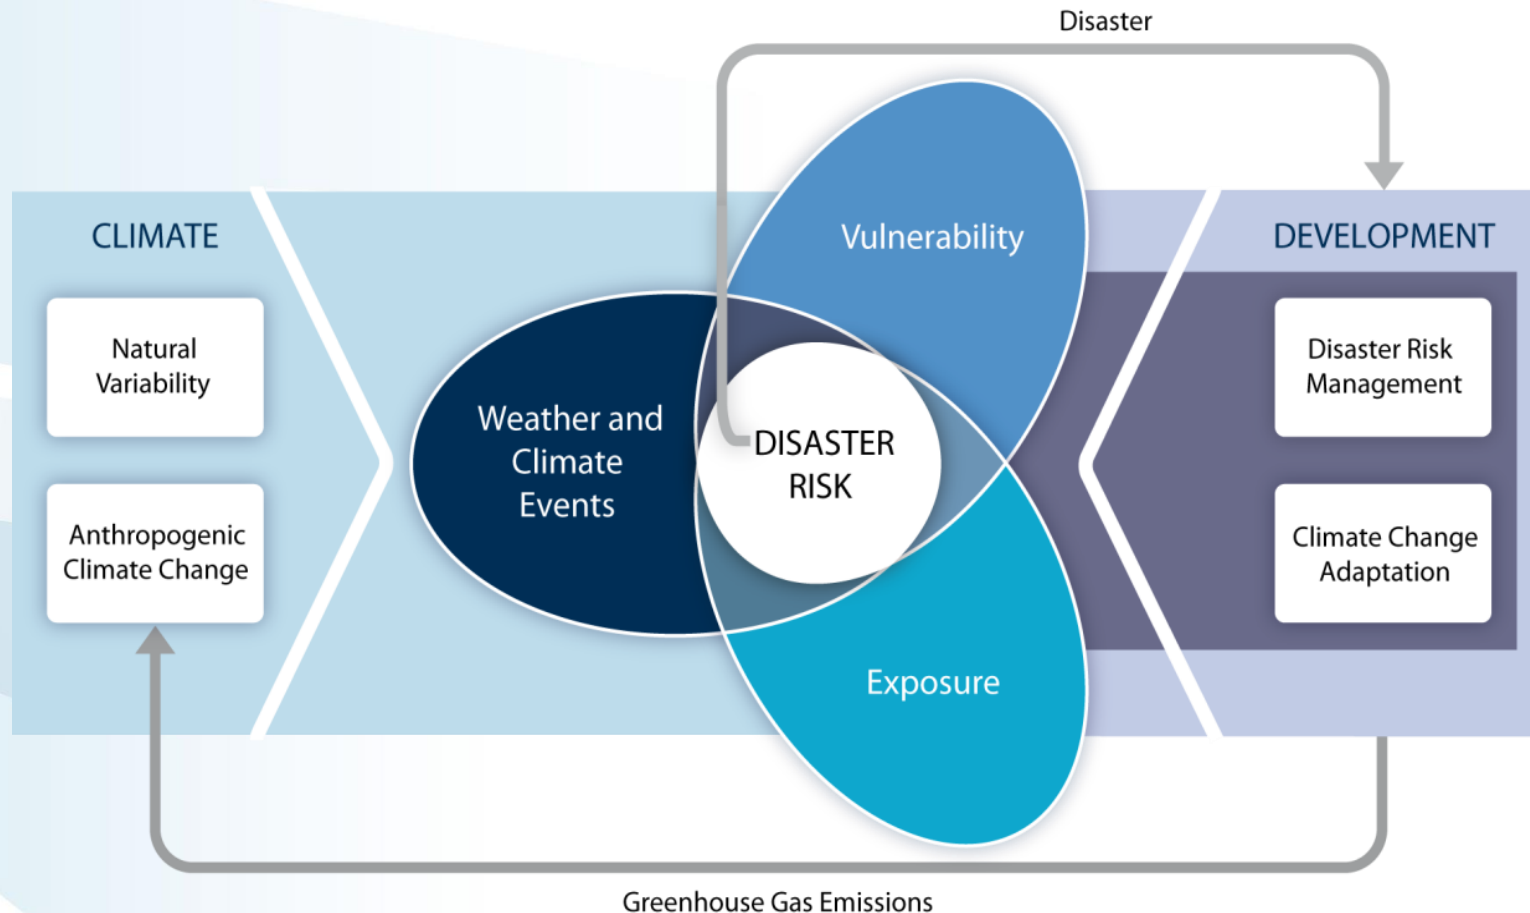 Disaster
CLIMATE
Natural
Variability
Anthropogenic
Climate Change
Weather and
Climate
Events
Vulnerability
DISASTER
RISK
Exposure
DEVELOPMENT
Disaster Risk
Management
Climate Change
Adaptation
Greenhouse Gas Emissions